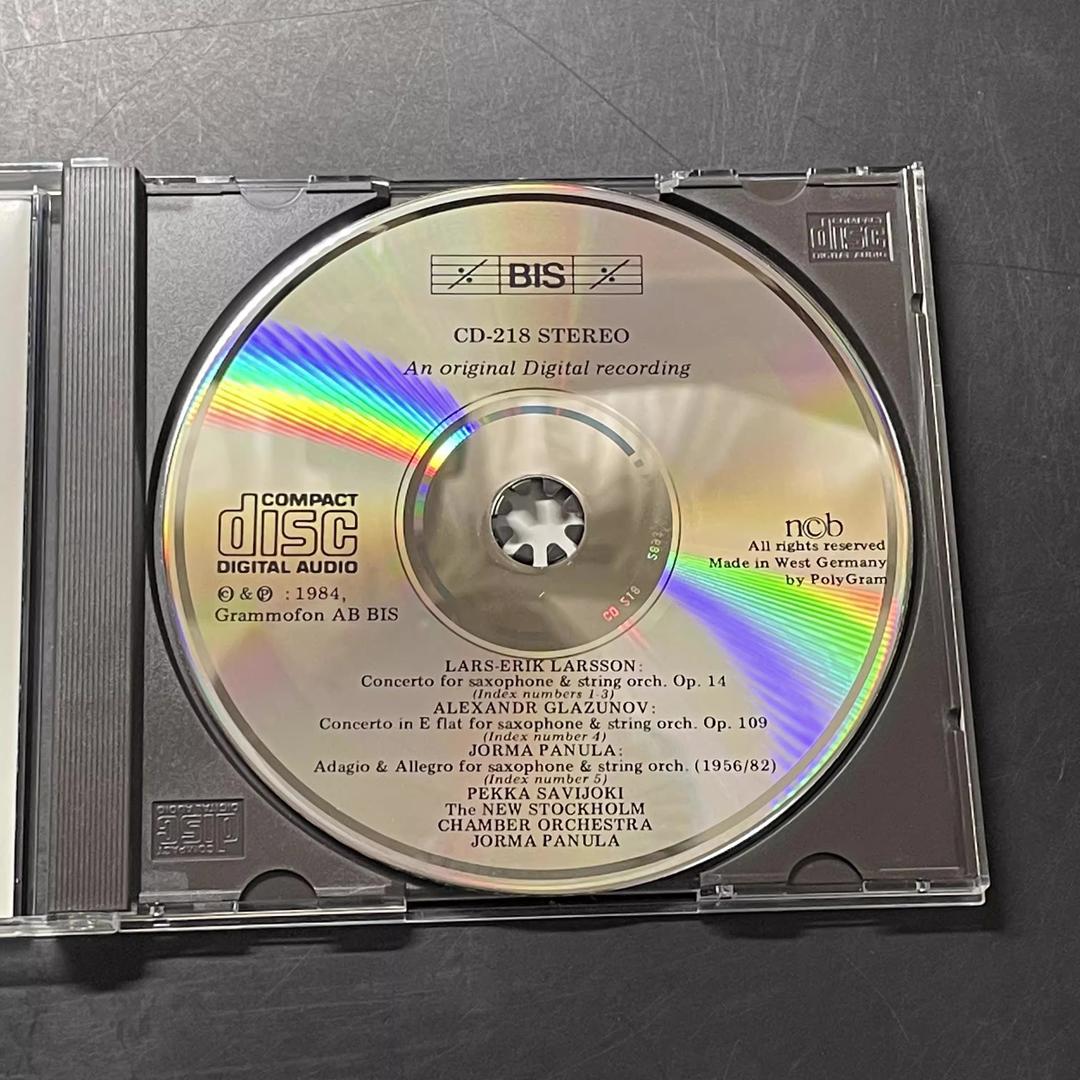 BIS
CD-218 STEREO
An original Digital recording
COMPACT
disc
DIGITAL AUDIO
© & ℗ : 1984,
Grammofon AB BIS
n©b
All rights reserved
Made in West Germany
by PolyGram
LARS-ERIK LARSSON:
Concerto for saxophone & string orch. Op. 14
(Index numbers 1-3)
ALEXANDR GLAZUNOV:
Concerto in E flat for saxophone & string orch. Op. 109
(Index number 4)
JORMA PANULA:
Adagio & Allegro for saxophone & string orch. (1956/82)
(Index number 5)
PEKKA SAVIJOKI
The NEW STOCKHOLM
CHAMBER ORCHESTRA
JORMA PANULA
COMPACT
disc
DIGITAL AUDIO
COMPACT
disc
DIGITAL AUDIO